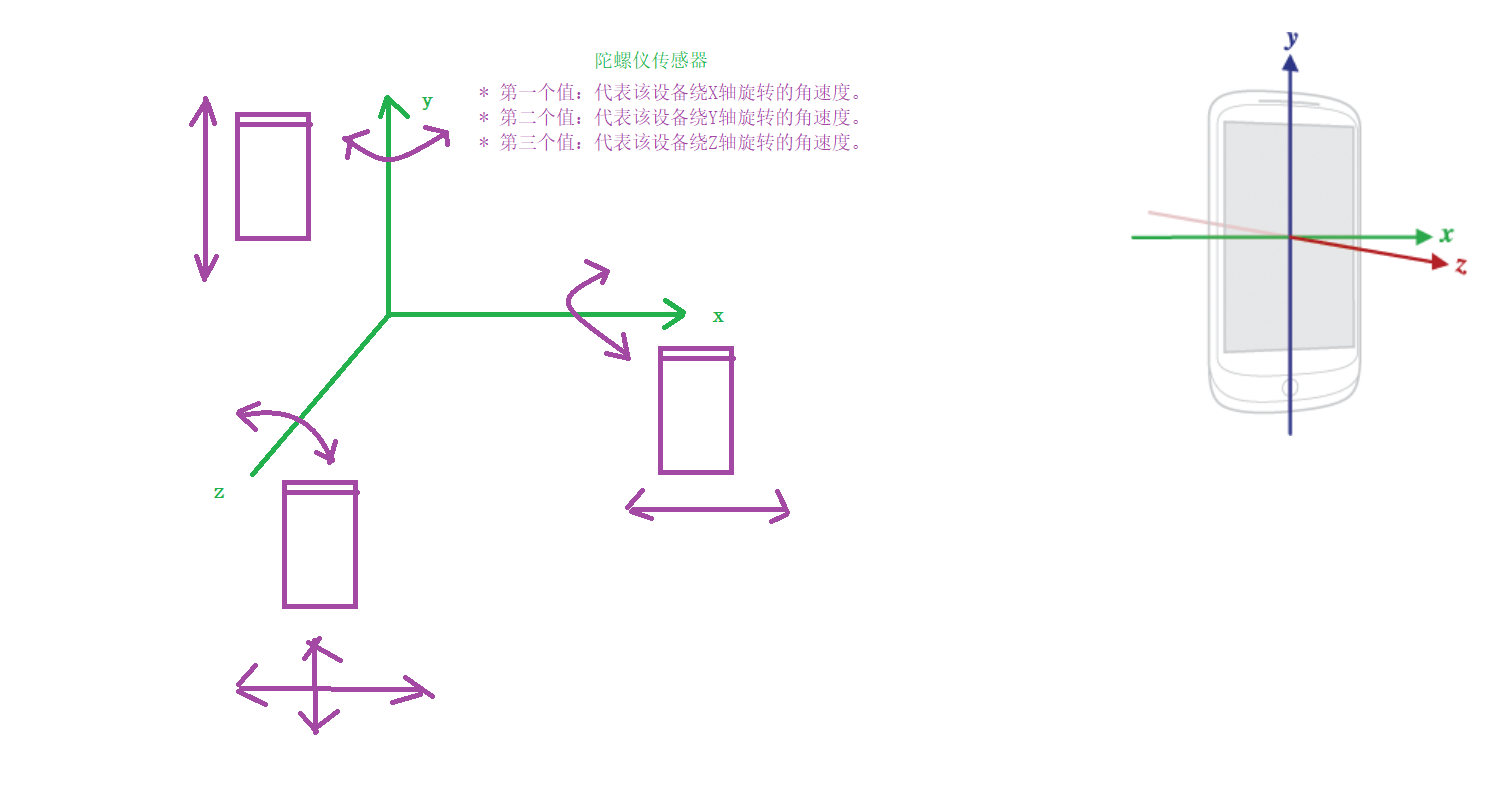 陀螺仪传感器
* 第一个值：代表该设备绕X轴旋转的角速度。
* 第二个值：代表该设备绕Y轴旋转的角速度。
* 第三个值：代表该设备绕Z轴旋转的角速度。
y
x
z
y
x
z